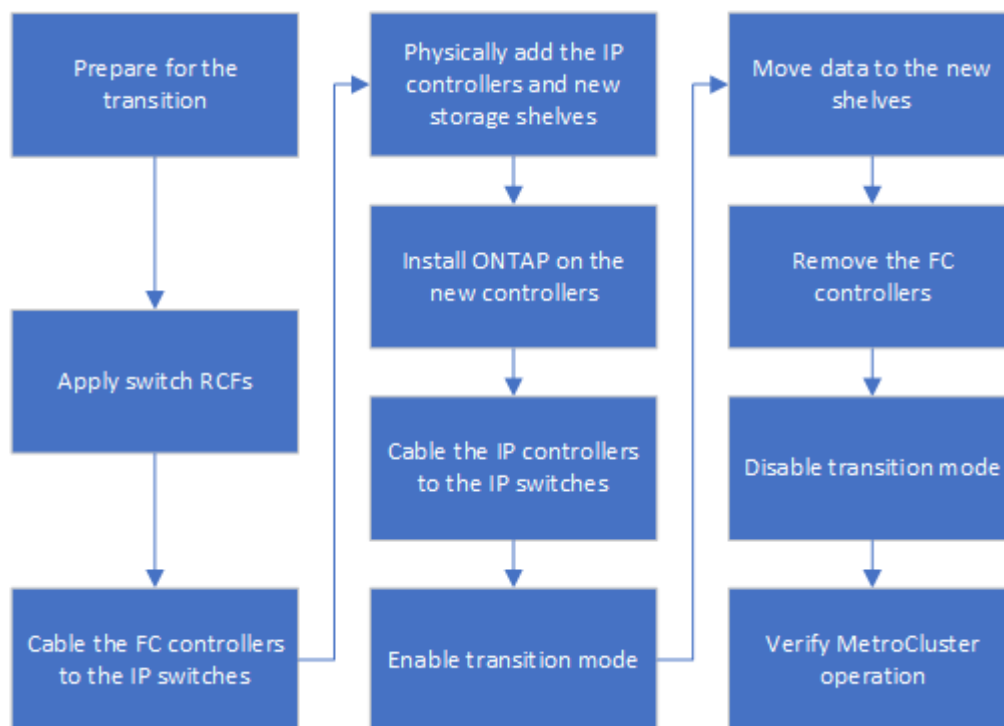 Prepare for the
transition
Apply switch RCFs
Cable the FC controllers
to the IP switches
Physically add the IP
controllers and new
storage shelves
Install ONTAP on the
new controllers
Cable the IP controllers
to the IP switches
Enable transition mode
Move data to the new
shelves
Remove the FC
controllers
Disable transition mode
Verify MetroCluster
operation